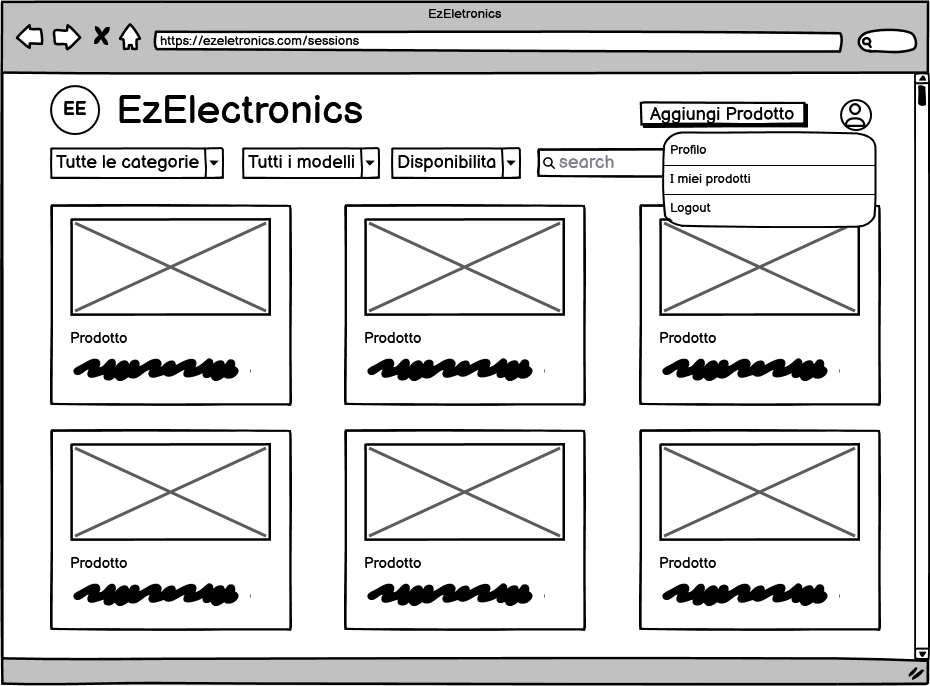 EzEletronics
https://ezeletronics.com/sessions
EE
EzElectronics
Aggiungi Prodotto
Tutte le categorie
Tutti i modelli
Disponibilita
search
Profilo
I miei prodotti
Logout
Prodotto
Prodotto
Prodotto
Prodotto
Prodotto
Prodotto